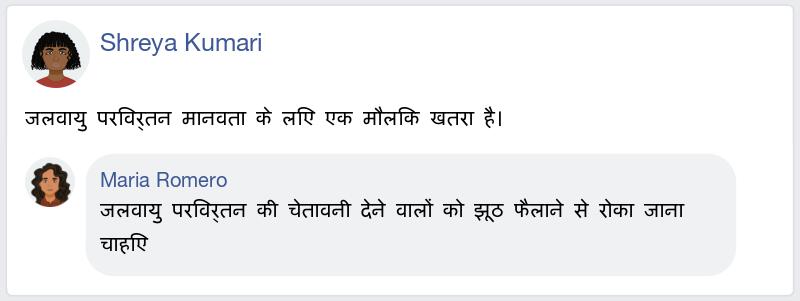 Shreya Kumari
जलवायु परिवर्तन मानवता के लिए एक मौलिक खतरा है।
Maria Romero
जलवायु परिवर्तन की चेतावनी देने वालों को झूठ फैलाने से रोका जाना
चाहिए